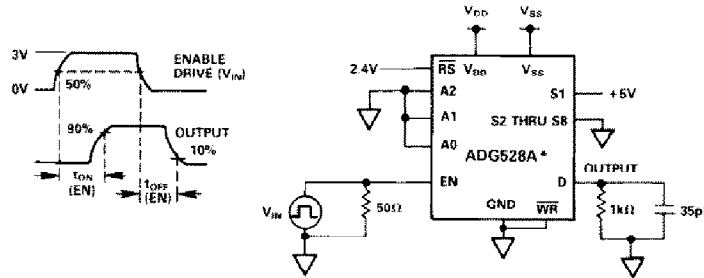 3V
0V
50%
ENABLE
DRIVE (VIN)
90%
OUTPUT
10%
tON
(EN)
tOFF
(EN)
VDD
VSS
2.4V
RS
VDD
VSS
A2
A1
A0
S1
+5V
S2 THRU S8
ADG528A*
OUTPUT
EN
D
VIN
50Ω
GND
WR
1kΩ
35p